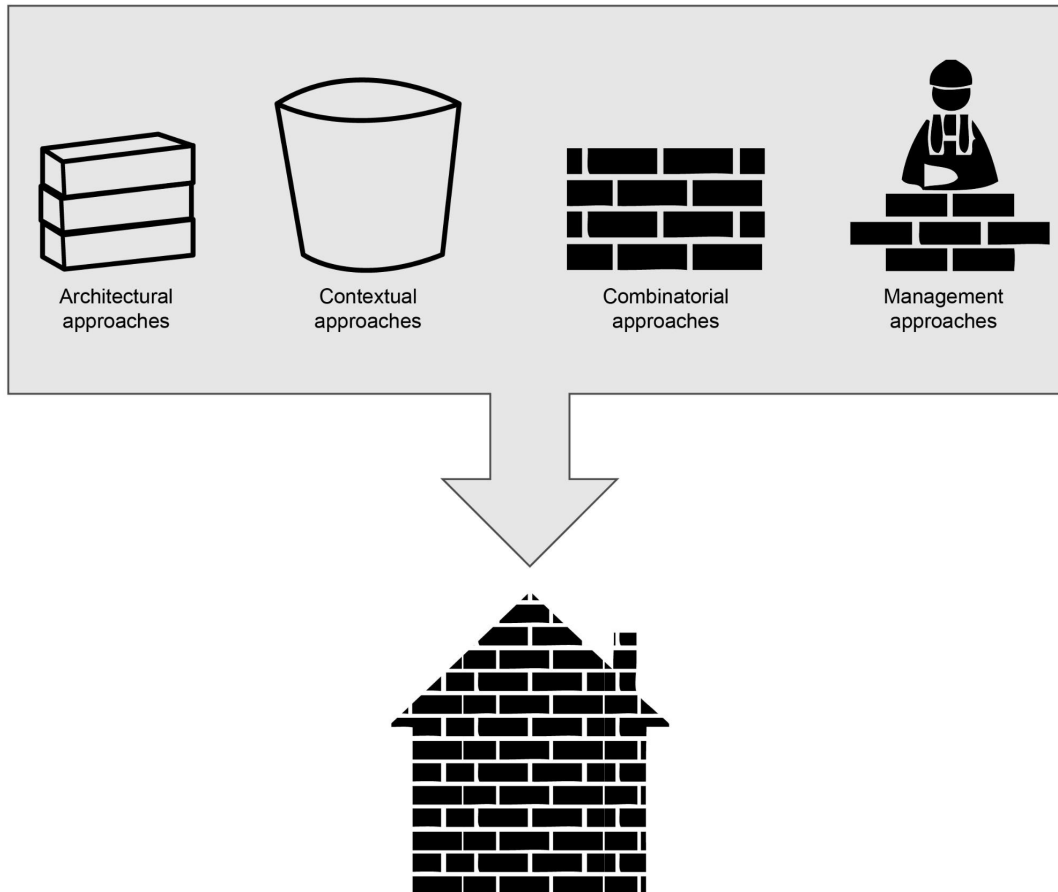 Architectural
approaches
Contextual
approaches
Combinatorial
approaches
Management
approaches